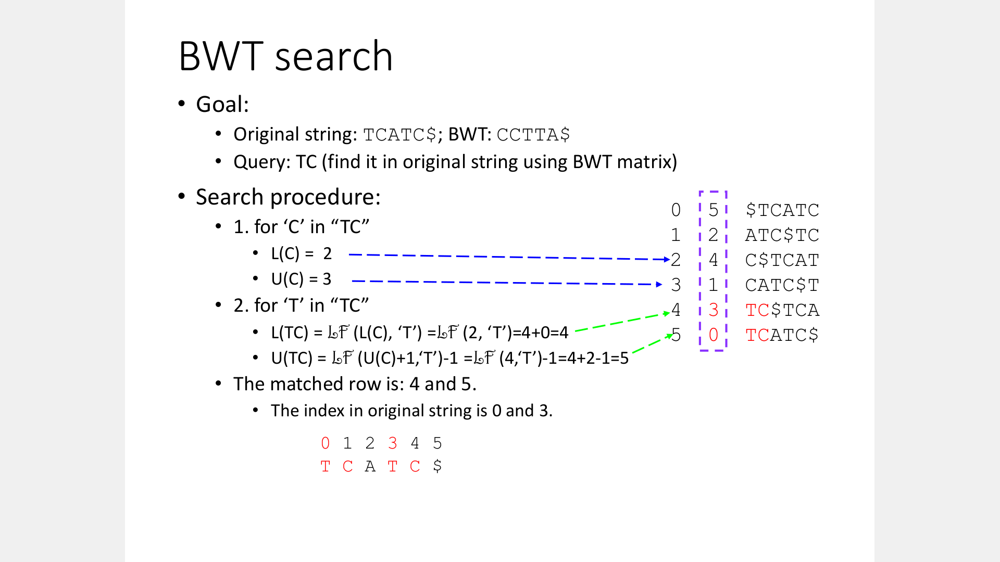 BWT search
• Goal:
• Original string: TCATC$; BWT: CCTTA$
• Query: TC (find it in original string using BWT matrix)
• Search procedure:
• 1. for ‘C’ in “TC”
• L(C) = 2
• U(C) = 3
• 2. for ‘T’ in “TC”
• L(TC) = LF (L(C), ‘T’) =LF (2, ‘T’)=4+0=4
• U(TC) = LF (U(C)+1,‘T’)-1 =LF (4,‘T’)-1=4+2-1=5
• The matched row is: 4 and 5.
• The index in original string is 0 and 3.
0 5 $TCATC
1 2 ATC$TC
2 4 C$TCAT
3 1 CATC$T
4 3 TC$TCA
5 0 TCATC$
0 1 2 3 4 5
T C A T C $